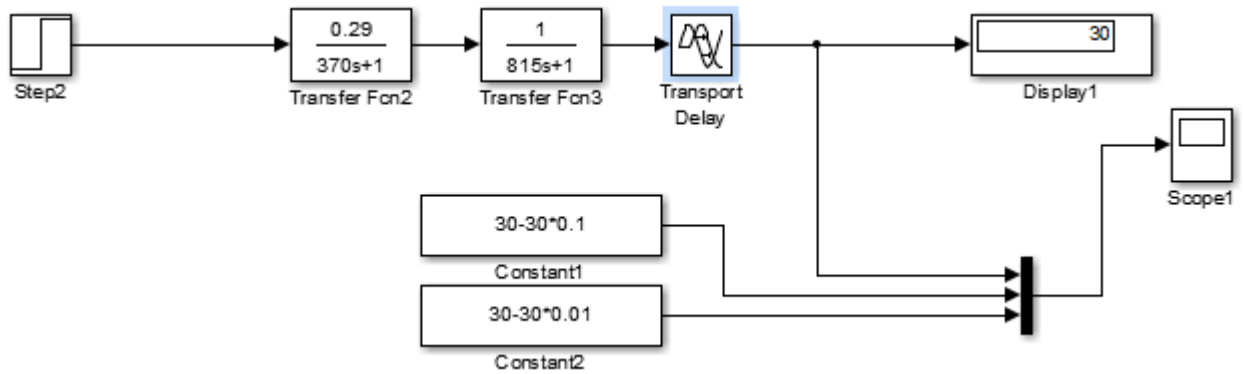 Step2
0.29
370s+1
Transfer Fcn2
1
815s+1
Transfer Fcn3
Transport
Delay
30
Display1
Scope1
30-30*0.1
Constant1
30-30*0.01
Constant2